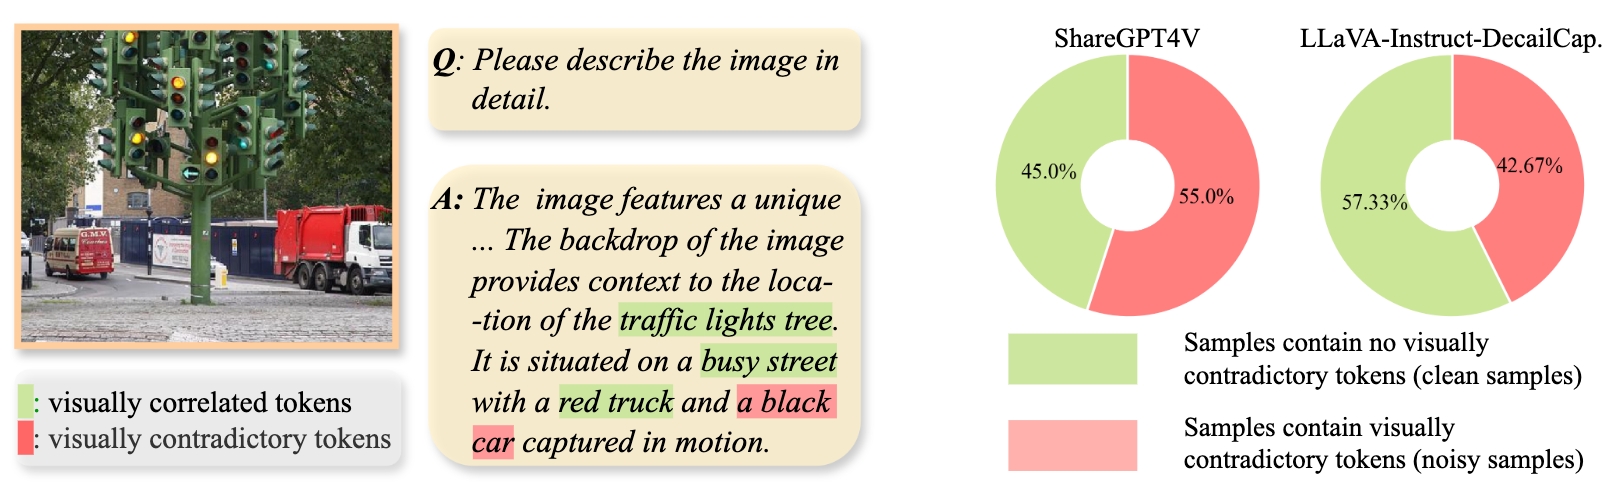 G.M.V.
: visually correlated tokens
: visually contradictory tokens
Q: Please describe the image in
detail.
A: The image features a unique
... The backdrop of the image
provides context to the loca-
-tion of the traffic lights tree.
It is situated on a busy street
with a red truck and a black
car captured in motion.
ShareGPT4V
45.0%
55.0%
LLaVA-Instruct-DecailCap.
57.33%
42.67%
Samples contain no visually
contradictory tokens (clean samples)
Samples contain visually
contradictory tokens (noisy samples)